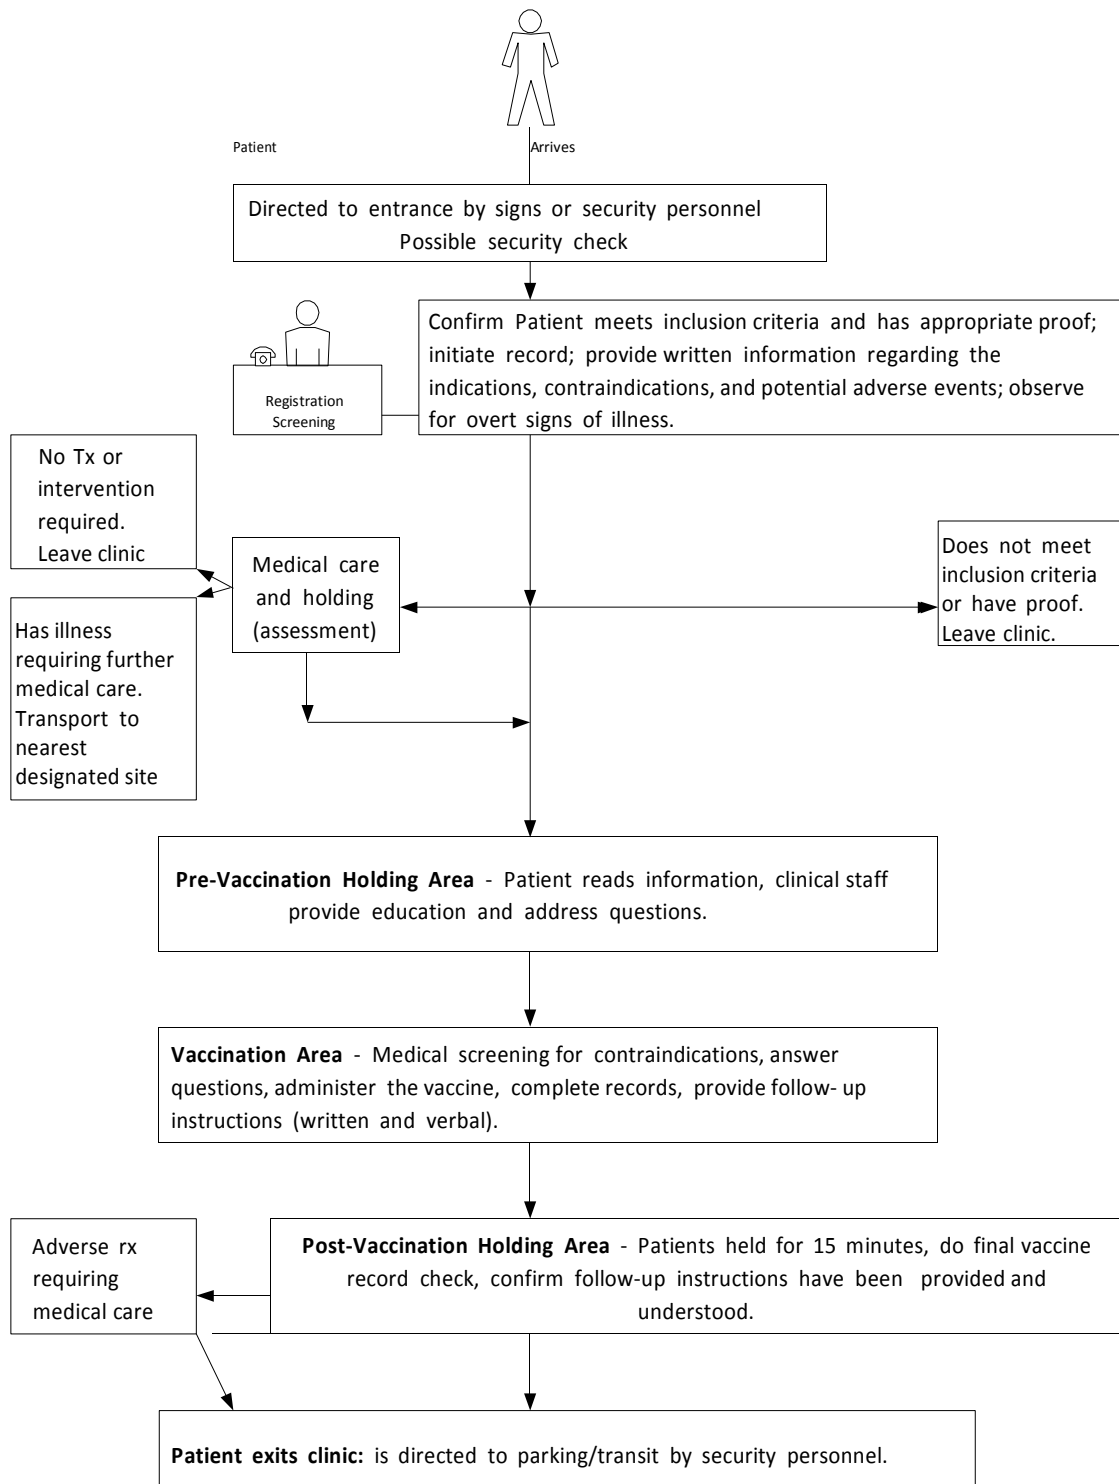 Patient Arrives
Directed to entrance by signs or security personnel
Possible security check
Confirm Patient meets inclusion criteria and has appropriate proof;
initiate record; provide written information regarding the
indications, contraindications, and potential adverse events; observe
for overt signs of illness.
Registration
Screening
No Tx or
intervention
required.
Leave clinic
Medical care
and holding
(assessment)
Does not meet
inclusion criteria
or have proof.
Leave clinic.
Has illness
requiring further
medical care.
Transport to
nearest
designated site
Pre-Vaccination Holding Area - Patient reads information, clinical staff
provide education and address questions.
Vaccination Area - Medical screening for contraindications, answer
questions, administer the vaccine, complete records, provide follow- up
instructions (written and verbal).
Adverse rx
requiring
medical care
Post-Vaccination Holding Area - Patients held for 15 minutes, do final vaccine
record check, confirm follow-up instructions have been provided and
understood.
Patient exits clinic: is directed to parking/transit by security personnel.